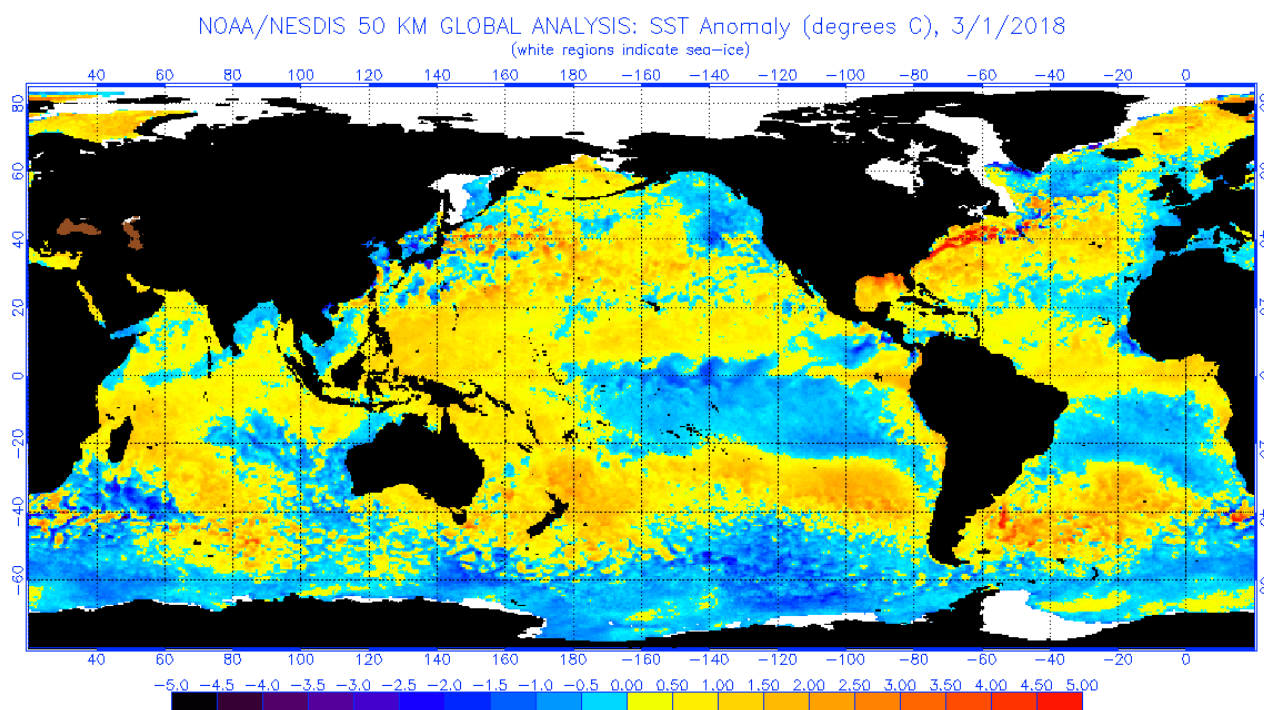 NOAA/NESDIS 50 KM GLOBAL ANALYSIS: SST Anomaly (degrees C), 3/1/2018
(white regions indicate sea-ice)
40 60 80 100 120 140 160 180 -160 -140 -120 -100 -80 -60 -40 -20 0
80
60
40
20
0
-20
-40
-60
40 60 80 100 120 140 160 180 -160 -140 -120 -100 -80 -60 -40 -20 0
-5.0 -4.5 -4.0 -3.5 -3.0 -2.5 -2.0 -1.5 -1.0 -0.5 0.00 0.50 1.00 1.50 2.00 2.50 3.00 3.50 4.00 4.50 5.00